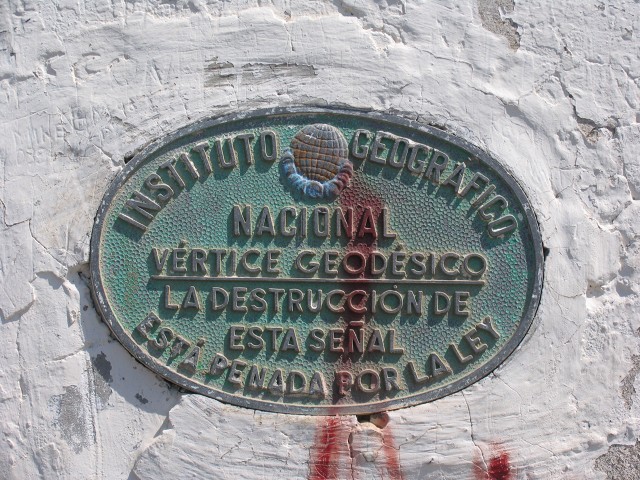 INSTITUTO GEOGRÁFICO
NACIONAL
VÉRTICE GEODÉSICO
LA DESTRUCCIÓN DE
ESTA SEÑAL
ESTÁ PENADA POR LA LEY